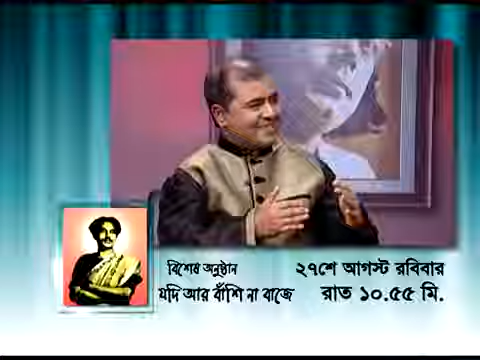 বিশেষ অনুষ্ঠান
যদি আর বাঁশি না বাজে
২৭শে আগস্ট রবিবার
রাত ১০.৫৫ মি.